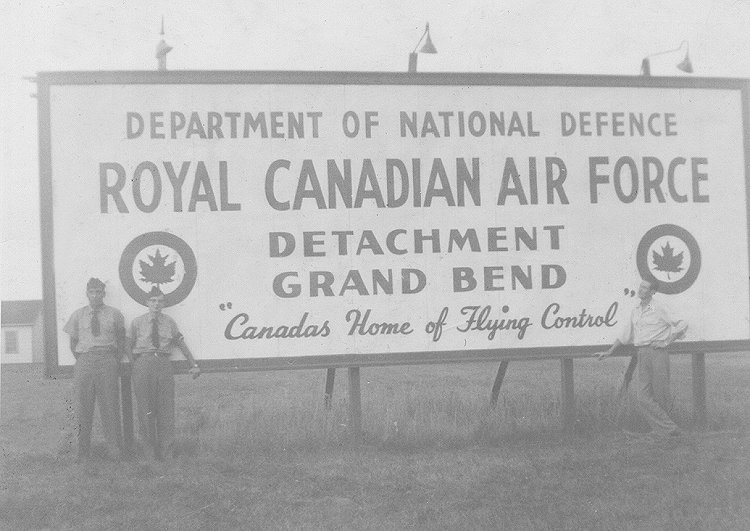 DEPARTMENT OF NATIONAL DEFENCE
ROYAL CANADIAN AIR FORCE
DETACHMENT
GRAND BEND
"Canadas Home of Flying Control"